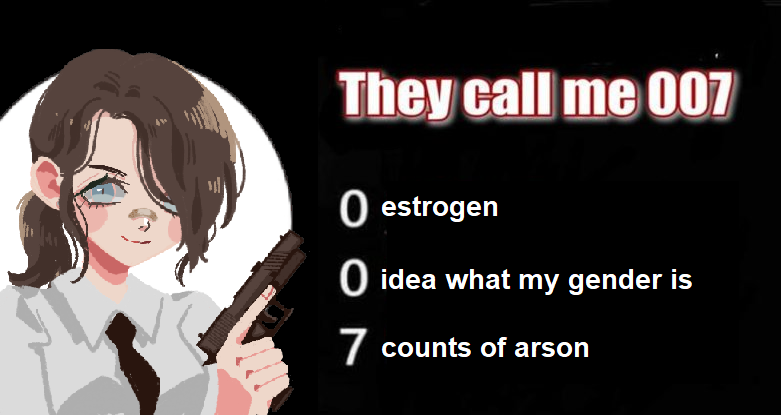 They call me 007
0 estrogen
0 idea what my gender is
7 counts of arson